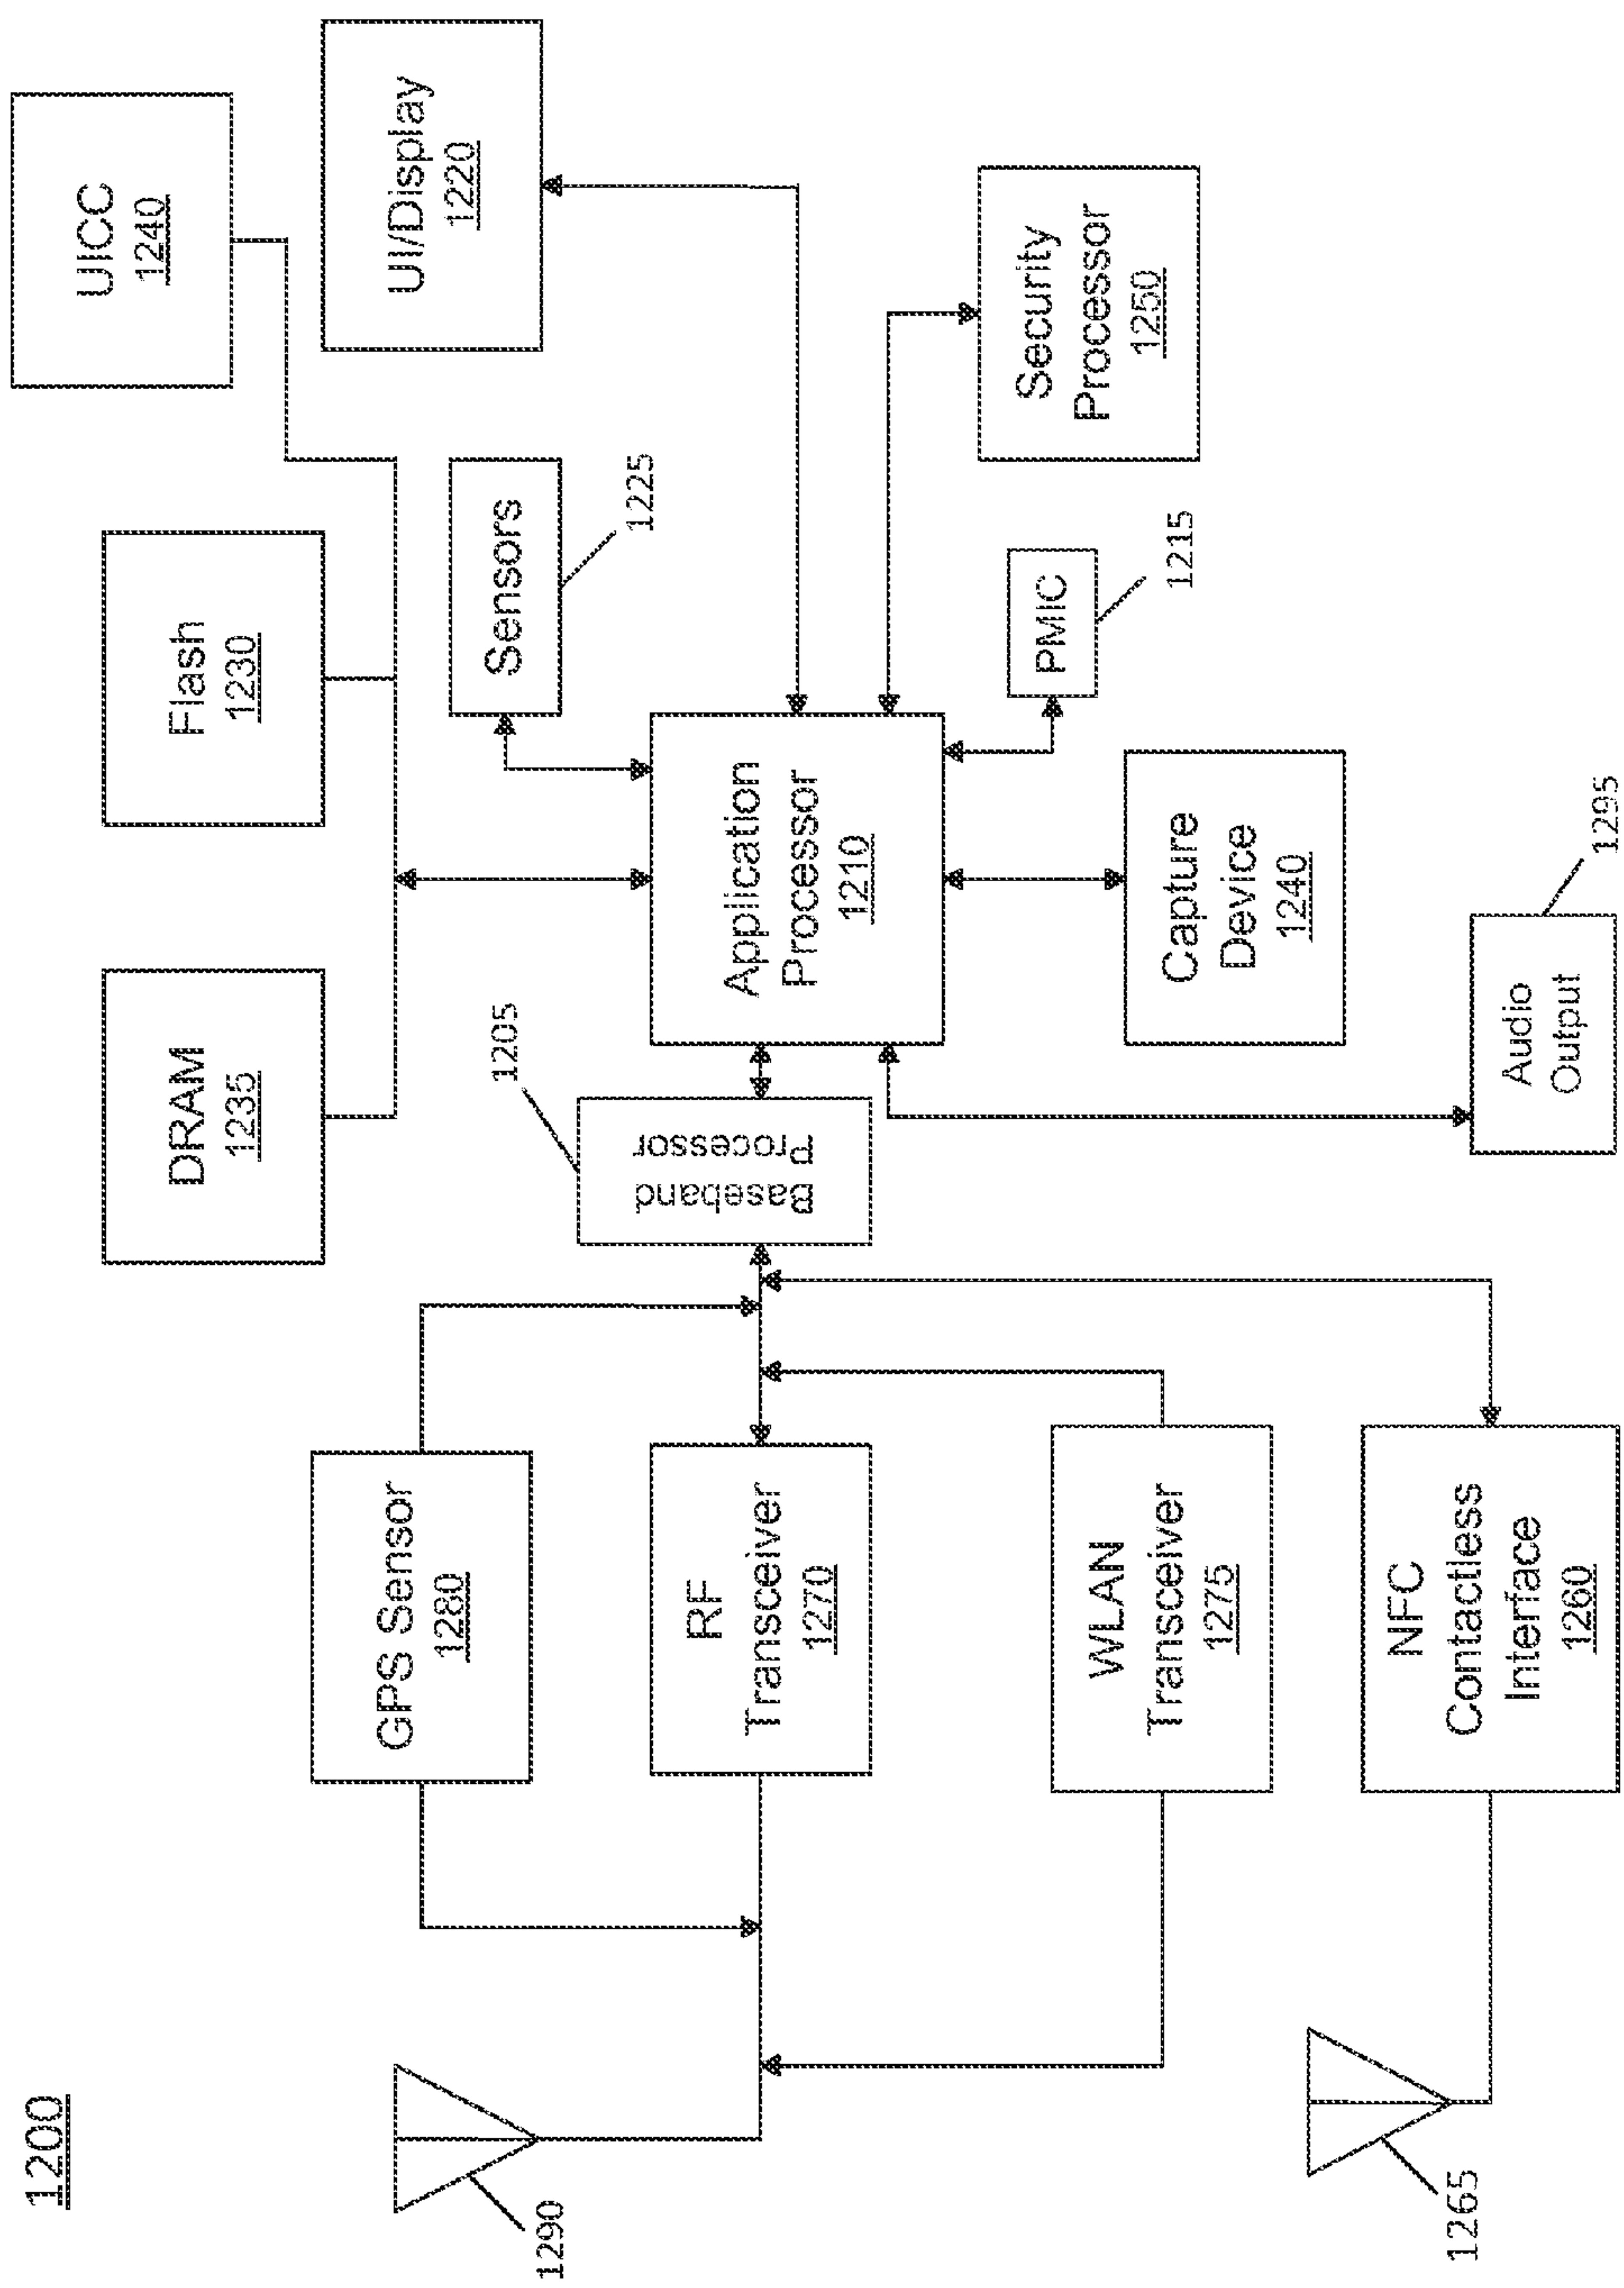 1200
UICC
1240
Flash
1230
DRAM
1235
UI/Display
1220
Sensors
1225
GPS Sensor
1280
1290
1205
Baseband
Processor
Application
Processor
1210
RF
Transceiver
1270
Security
Processor
1250
PMIC
1215
Capture
Device
1240
WLAN
Transceiver
1275
Audio
Output
1295
NFC
Contactless
Interface
1260
1265